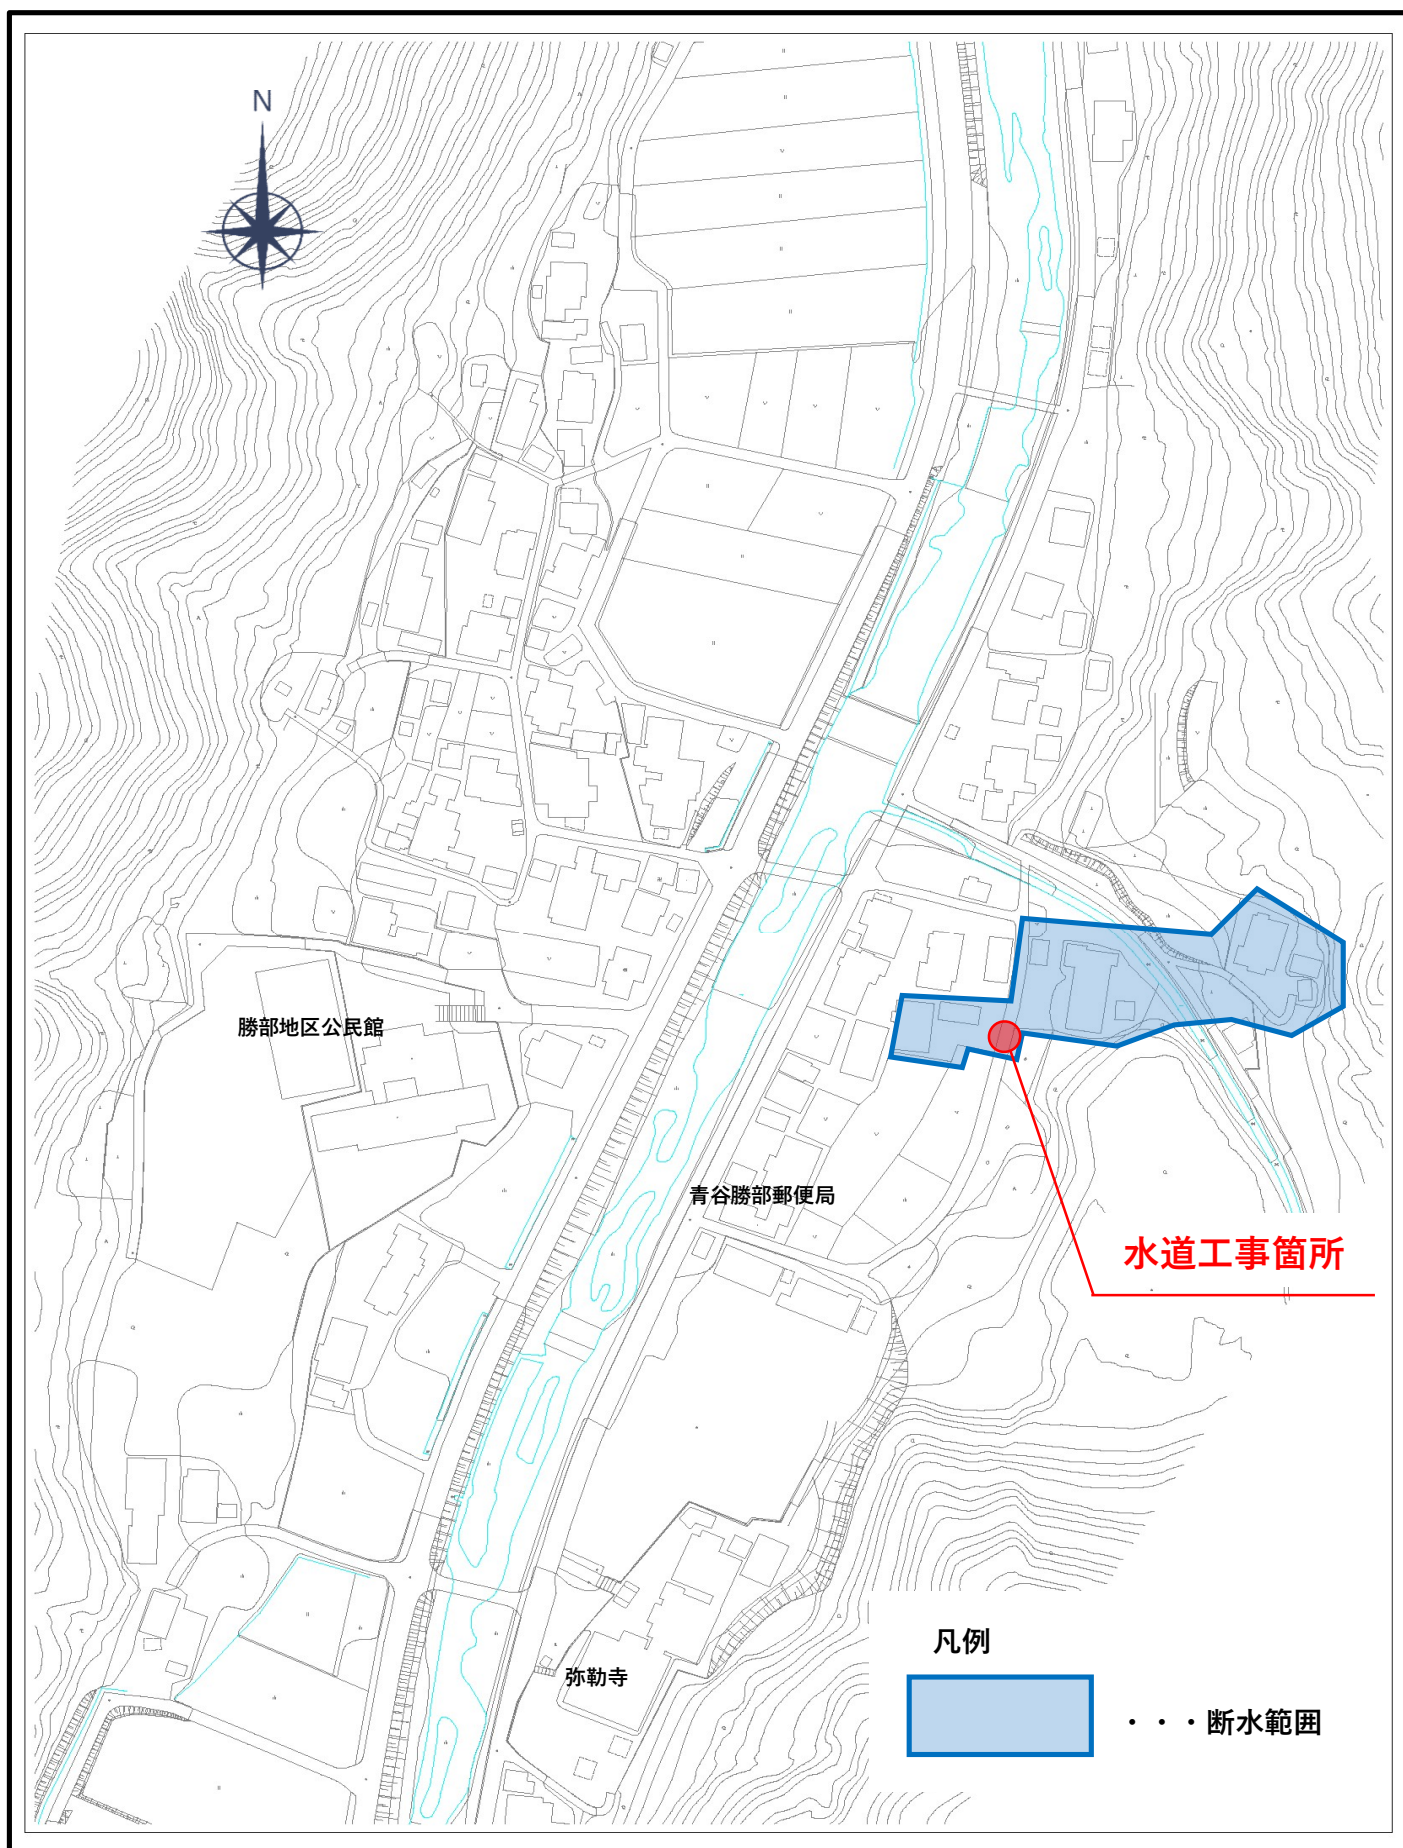 N
勝部地区公民館
青谷勝部郵便局
水道工事箇所
凡例
・・・断水範囲
弥勒寺